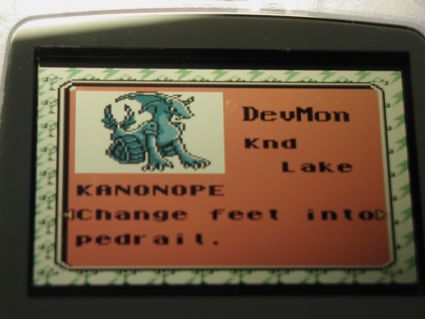 DevMon
Knd
Lake
KANONOPE
Change feet into
pedrail.